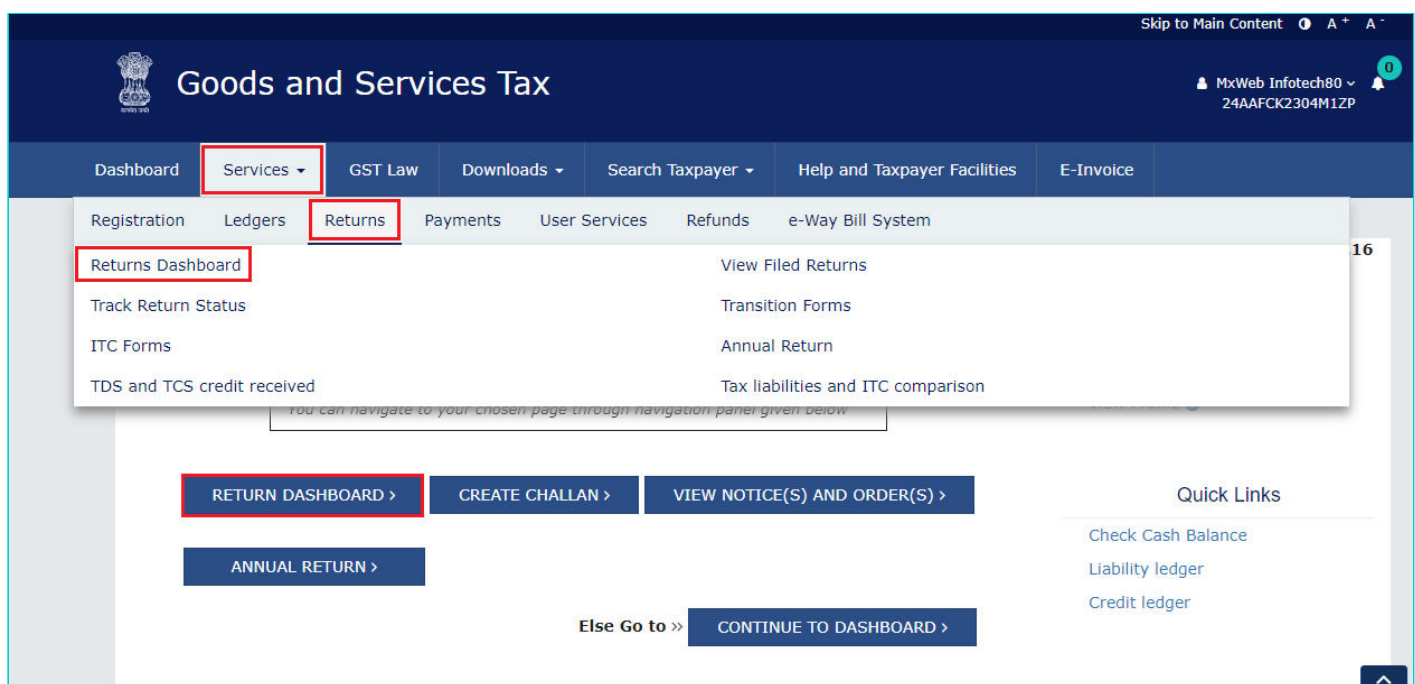 Skip to Main Content A+ A-
Goods and Services Tax
MxWeb Infotech80
0
24AAFCK2304M1ZP
Dashboard Services GST Law Downloads Search Taxpayer Help and Taxpayer Facilities E-Invoice
Registration Ledgers Returns Payments User Services Refunds e-Way Bill System
16
Returns Dashboard View Filed Returns
Track Return Status Transition Forms
ITC Forms Annual Return
TDS and TCS credit received Tax liabilities and ITC comparison
You can navigate to your chosen page through navigation panel given below
RETURN DASHBOARD > CREATE CHALLAN > VIEW NOTICE(S) AND ORDER(S) >
Quick Links
Check Cash Balance
ANNUAL RETURN > Liability ledger
Credit ledger
Else Go to » CONTINUE TO DASHBOARD >